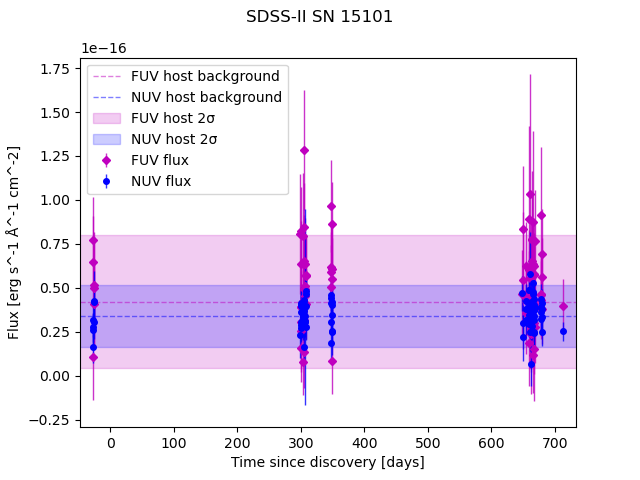 SDSS-II SN 15101
1e−16
1.75
1.50
1.25
1.00
0.75
0.50
0.25
0.00
−0.25
Flux [erg s^-1 Å^-1 cm^-2]
FUV host background
NUV host background
FUV host 2σ
NUV host 2σ
FUV flux
NUV flux
0 100 200 300 400 500 600 700
Time since discovery [days]